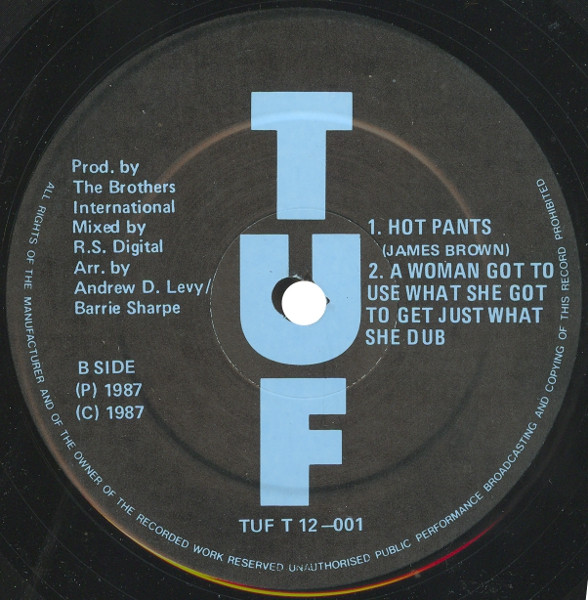 TUF
Prod. by
The Brothers
International
Mixed by
R.S. Digital
Arr. by
Andrew D. Levy/
Barrie Sharpe
B SIDE
(P) 1987
(C) 1987
1. HOT PANTS
(JAMES BROWN)
2. A WOMAN GOT TO
USE WHAT SHE GOT
TO GET JUST WHAT
SHE DUB
TUF T 12—001
ALL RIGHTS OF THE MANUFACTURER AND OF THE OWNER OF THE RECORDED WORK RESERVED UNAUTHORISED PUBLIC PERFORMANCE BROADCASTING AND COPYING OF THIS RECORD PROHIBITED